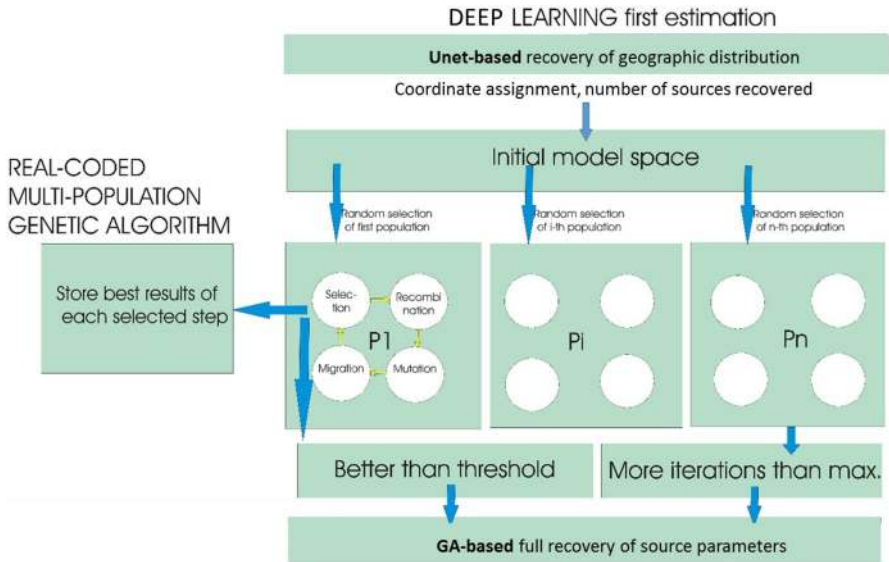 DEEP LEARNING first estimation
Unet-based recovery of geographic distribution
Coordinate assignment, number of sources recovered
Initial model space
REAL-CODED
MULTI-POPULATION
GENETIC ALGORITHM
Random selection
of first population
Random selection
of i-th population
Random selection
of n-th population
Store best results of
each selected step
Selec-
tion
Recombi
nation
P1
Migration
Mutation
Pi
Pn
Better than threshold
More iterations than max.
GA-based full recovery of source parameters